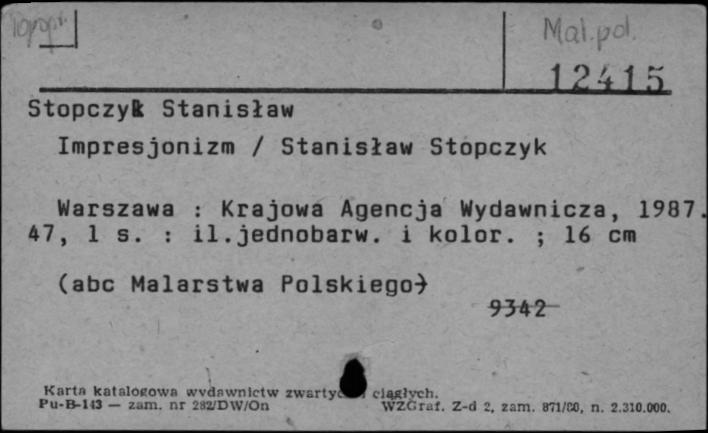 Topogr.
Mal.pol.
12415
Stopczyk Stanisław
Impresjonizm / Stanisław Stopczyk
Warszawa : Krajowa Agencja Wydawnicza, 1987.
47, 1 s. : il.jednobarw. i kolor. ; 16 cm
(abc Malarstwa Polskiego)
9342
Karta katalogowa wydawnictw zwartych i ciągłych.
Pu-B-143 — zam. nr 282/DW/On WZGraf. Z-d 2, zam. 871/80, n. 2.310.000.